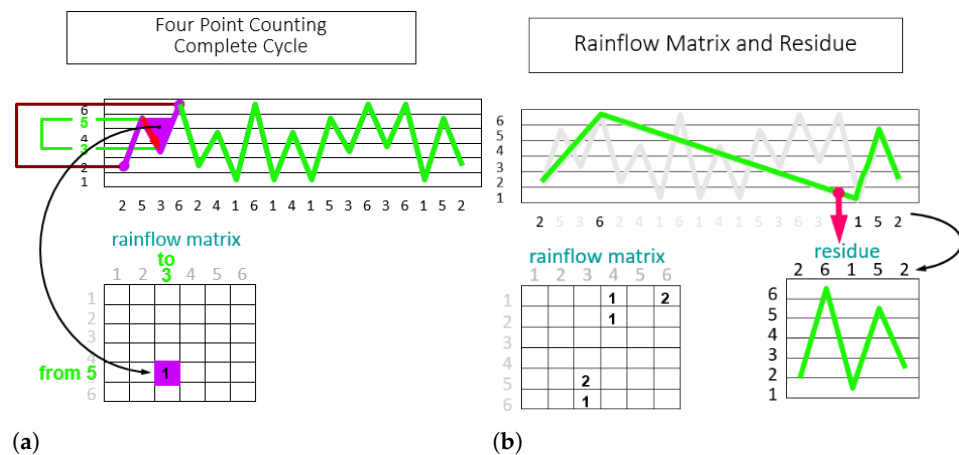 Four Point Counting
Complete Cycle
6
5
4
3
2
1
2 5 3 6 2 4 1 6 1 4 1 5 3 6 3 6 1 5 2
rainflow matrix
to
1 2 3 4 5 6
1
2
3
4
from 5 1
6
(a)
Rainflow Matrix and Residue
6
5
4
3
2
1
2 5 3 6 2 4 1 6 1 4 1 5 3 6 3 1 5 2
rainflow matrix
1 2 3 4 6
1 1 2
2 1
5 2
6 1
residue
2 6 1 5 2
6
5
4
3
2
1
(b)